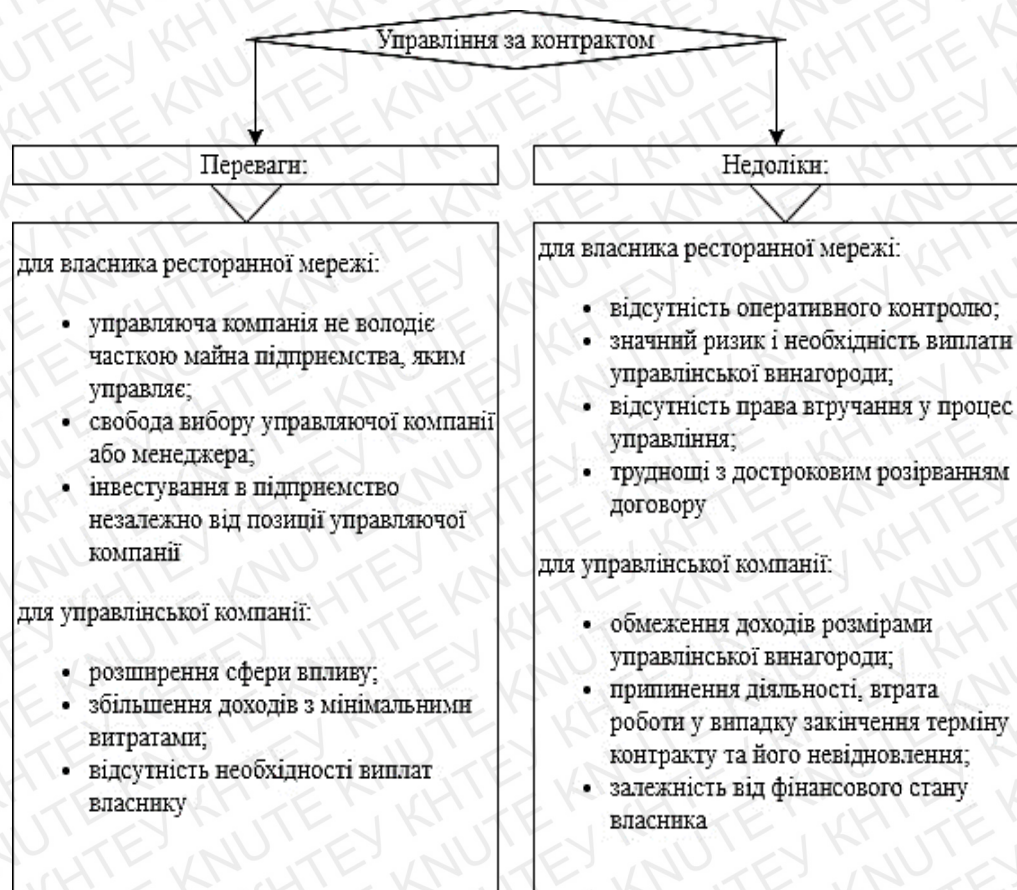 Управління за контрактом
Переваги:
для власника ресторанної мережі:
• управляюча компанія не володіє
часткою майна підприємства, яким
управляє;
• свобода вибору управляючої компанії
або менеджера;
• інвестування в підприємство
незалежно від позиції управляючої
компанії
для управлінської компанії:
• розширення сфери впливу;
• збільшення доходів з мінімальними
витратами;
• відсутність необхідності виплат
власнику
Недоліки:
для власника ресторанної мережі:
• відсутність оперативного контролю;
• значний ризик і необхідність виплати
управлінської винагороди;
• відсутність права втручання у процес
управління;
• труднощі з достроковим розірванням
договору
для управлінської компанії:
• обмеження доходів розмірами
управлінської винагороди;
• припинення діяльності, втрата
роботи у випадку закінчення терміну
контракту та його невідновлення;
• залежність від фінансового стану
власника